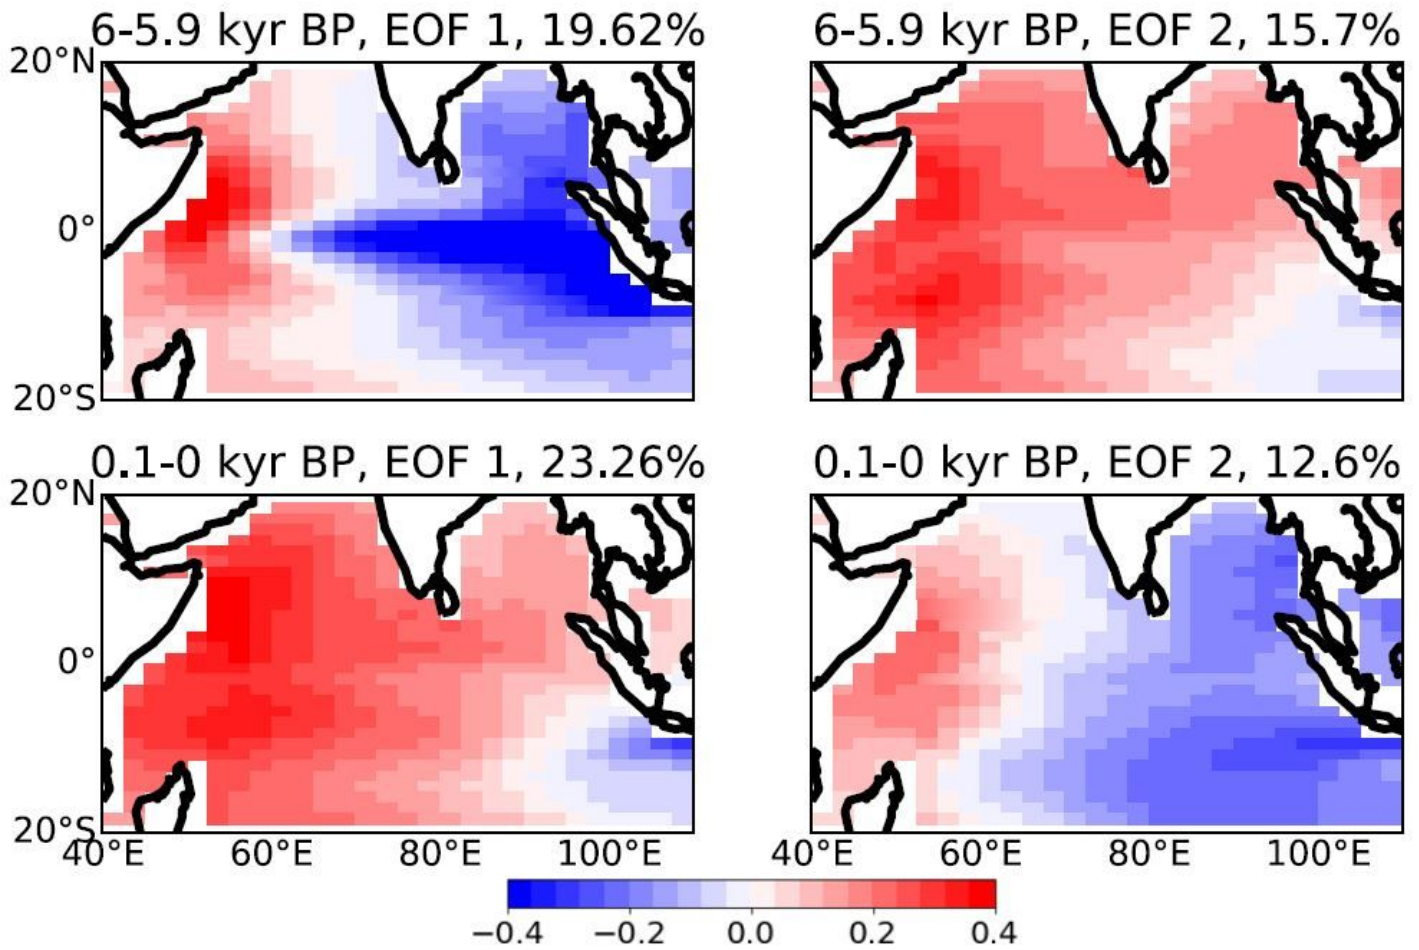 6-5.9 kyr BP, EOF 1, 19.62%
6-5.9 kyr BP, EOF 2, 15.7%
20°N
0°
20°S
0.1-0 kyr BP, EOF 1, 23.26%
0.1-0 kyr BP, EOF 2, 12.6%
20°N
0°
20°S
40°E 60°E 80°E 100°E
40°E 60°E 80°E 100°E
−0.4 −0.2 0.0 0.2 0.4